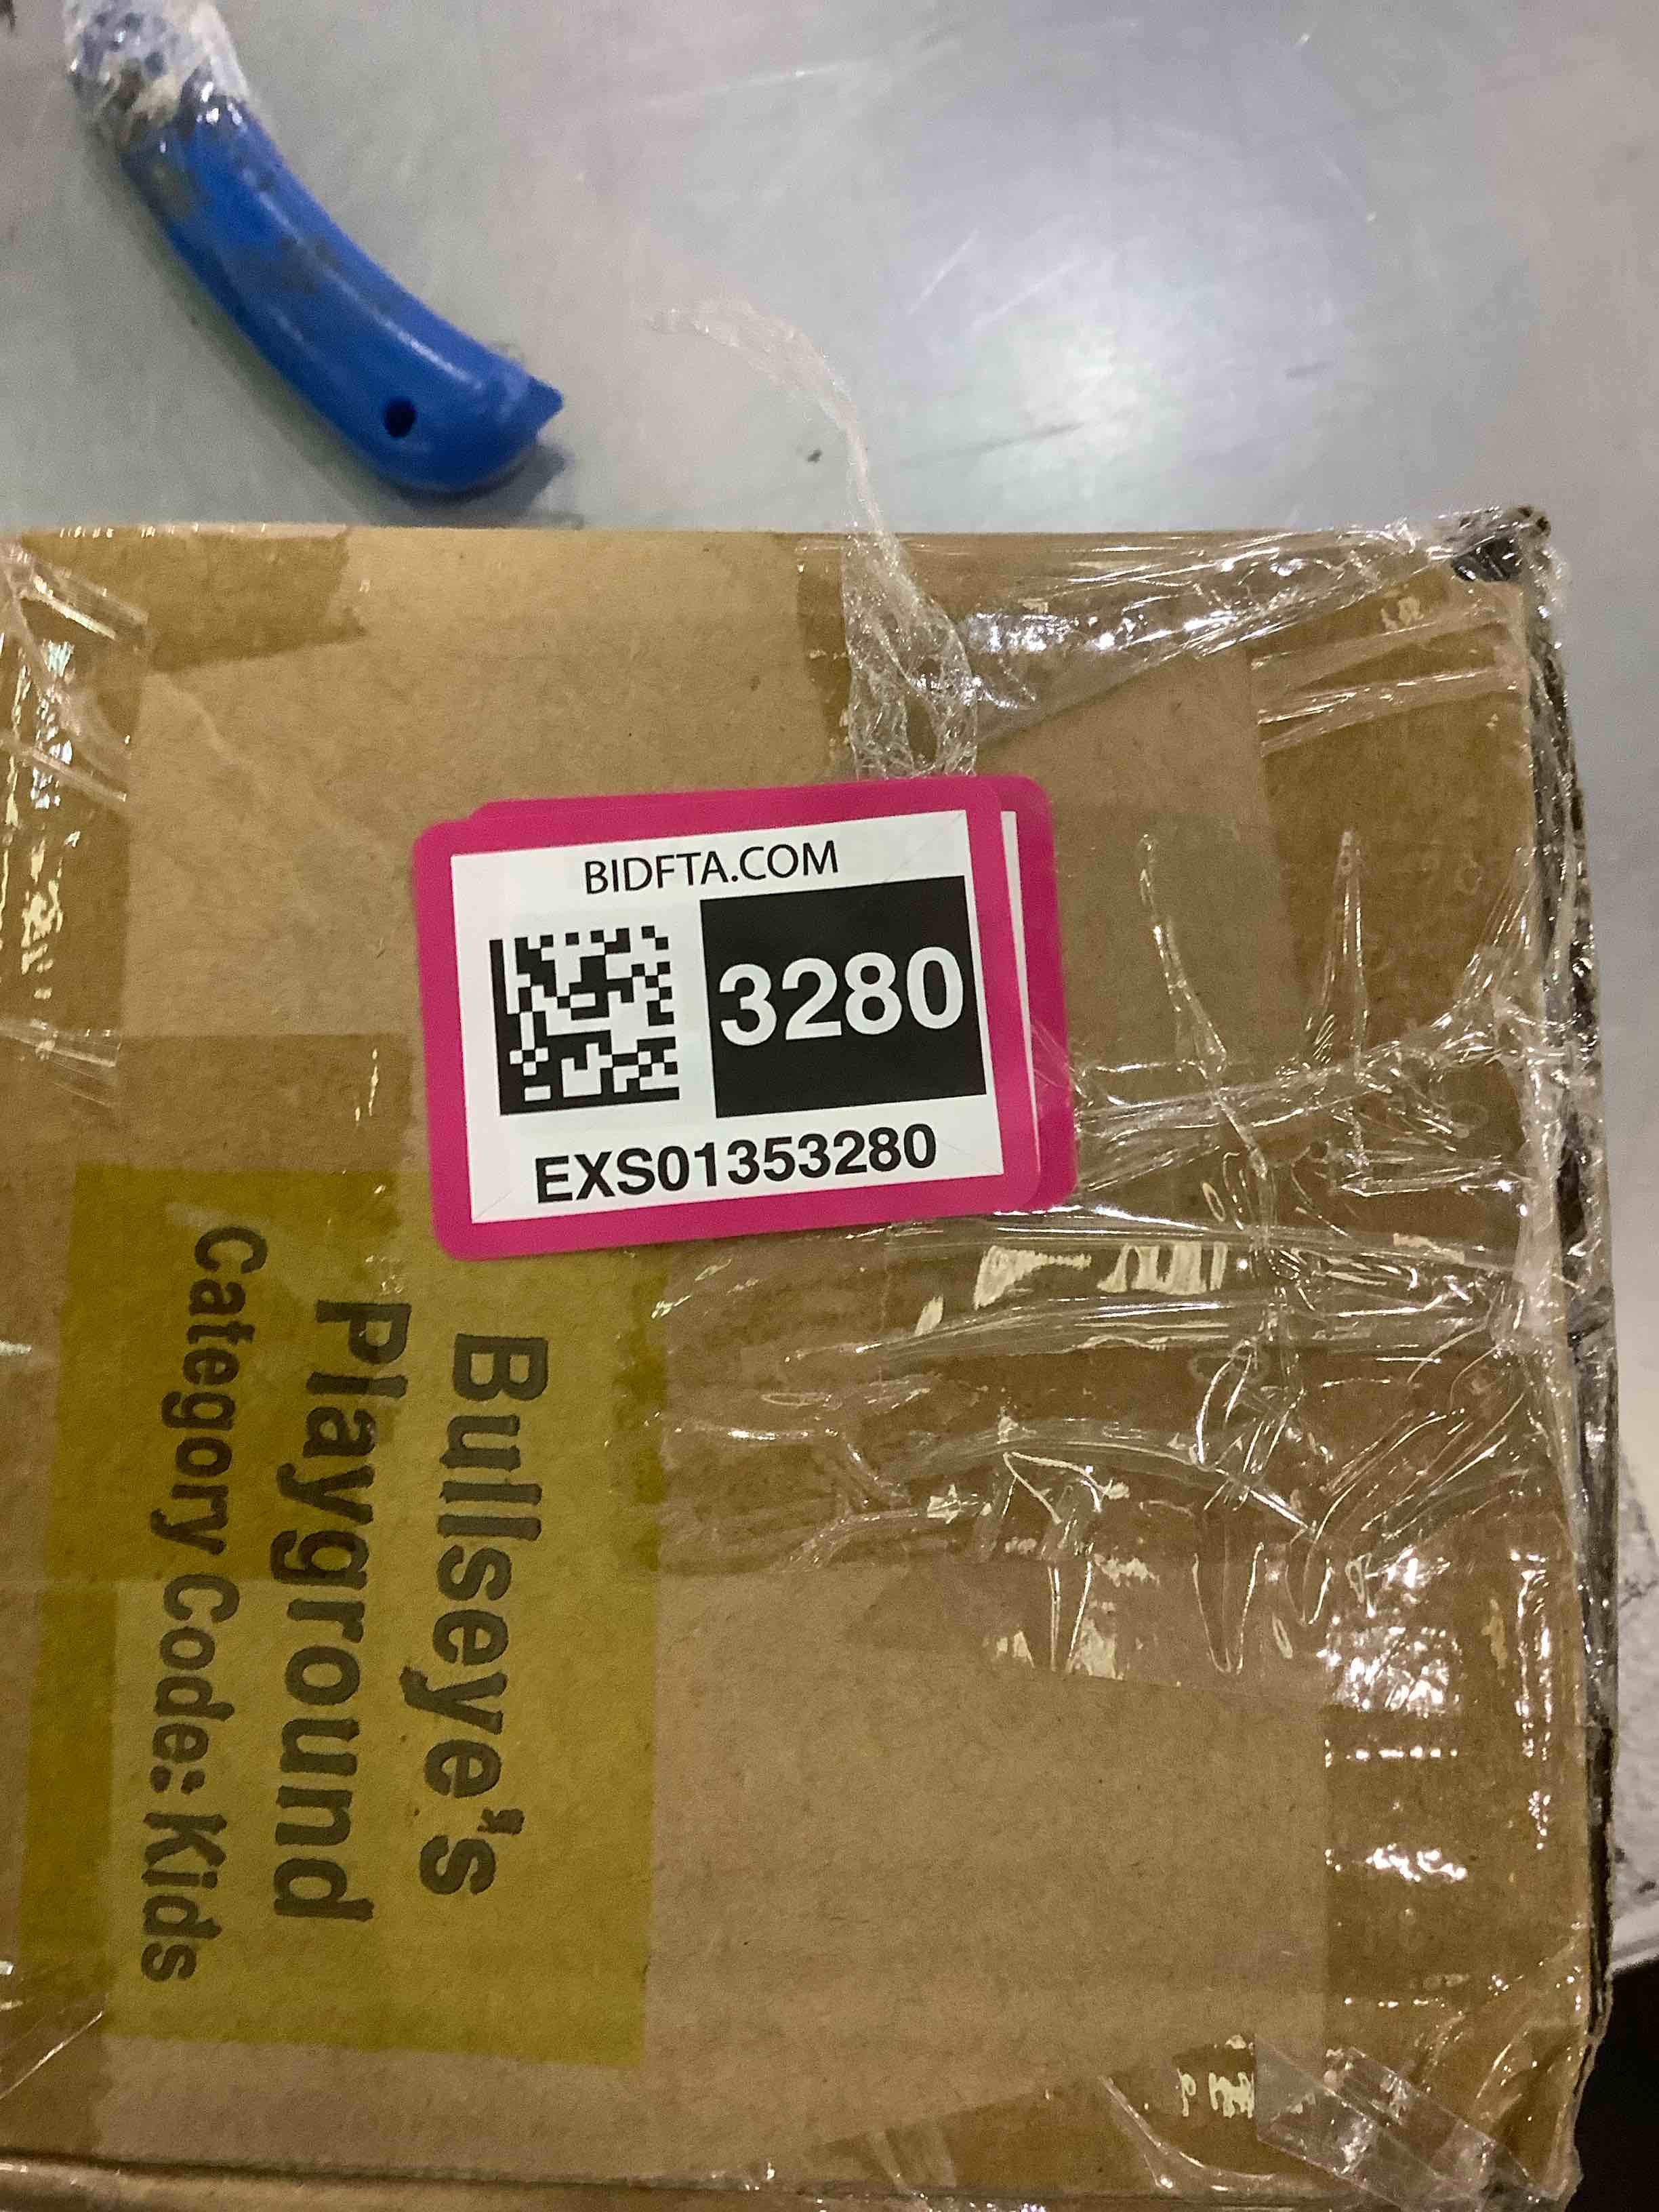 BIDFTA.COM
3280
EXS01353280
Bullseye's
Playground
Category Code: Kids